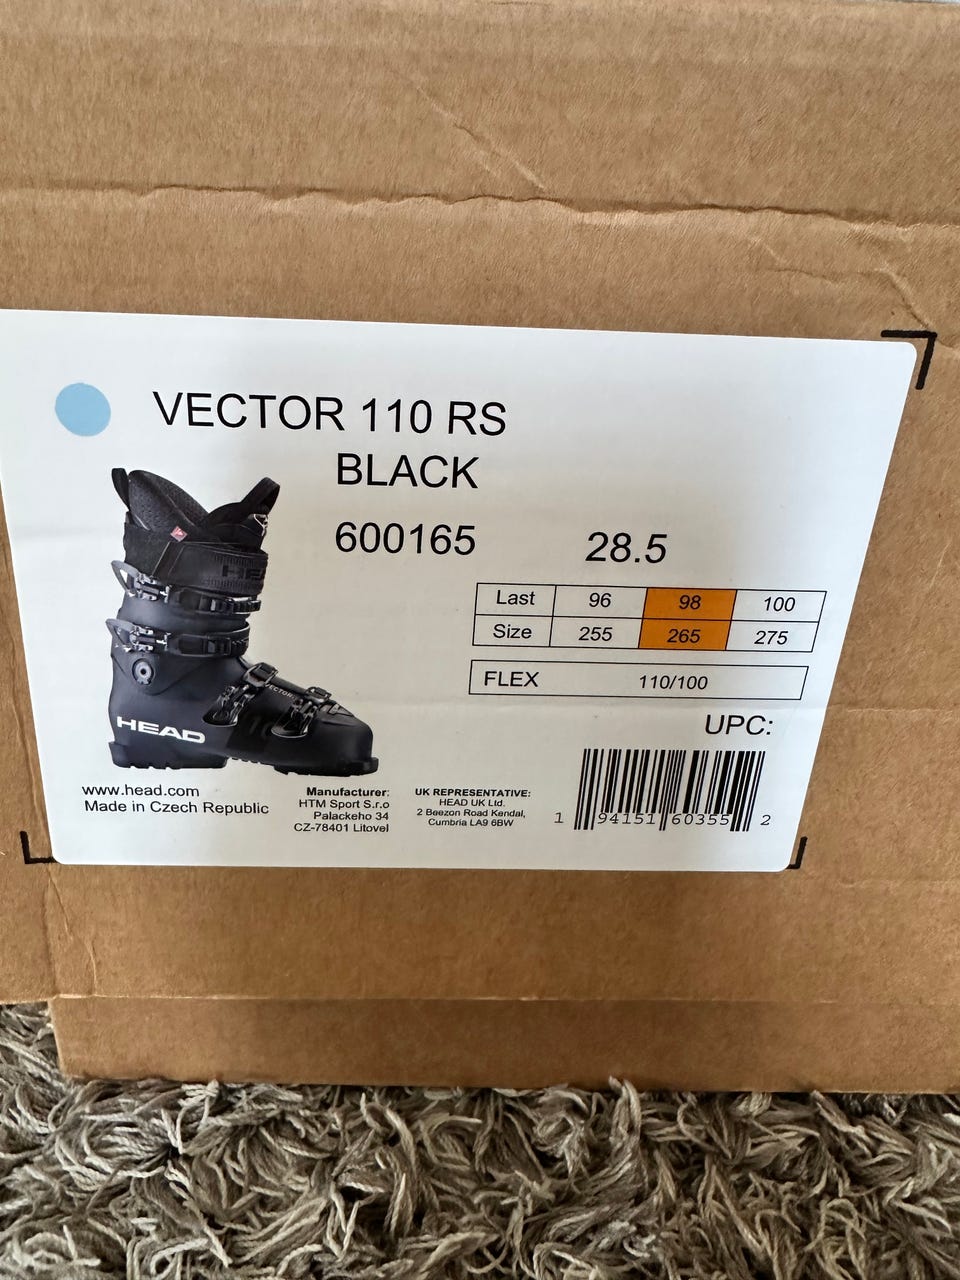 VECTOR 110 RS
BLACK
600165
28.5
Last 96 98 100
Size 255 265 275
FLEX 110/100
UPC:
HEAD
VECTOR
HEAD
www.head.com
Made in Czech Republic
Manufacturer:
HTM Sport S.r.o
Palackeho 34
CZ-78401 Litovel
UK REPRESENTATIVE:
HEAD UK Ltd.
2 Beezon Road Kendal,
Cumbria LA9 6BW
1 94151 60355 2